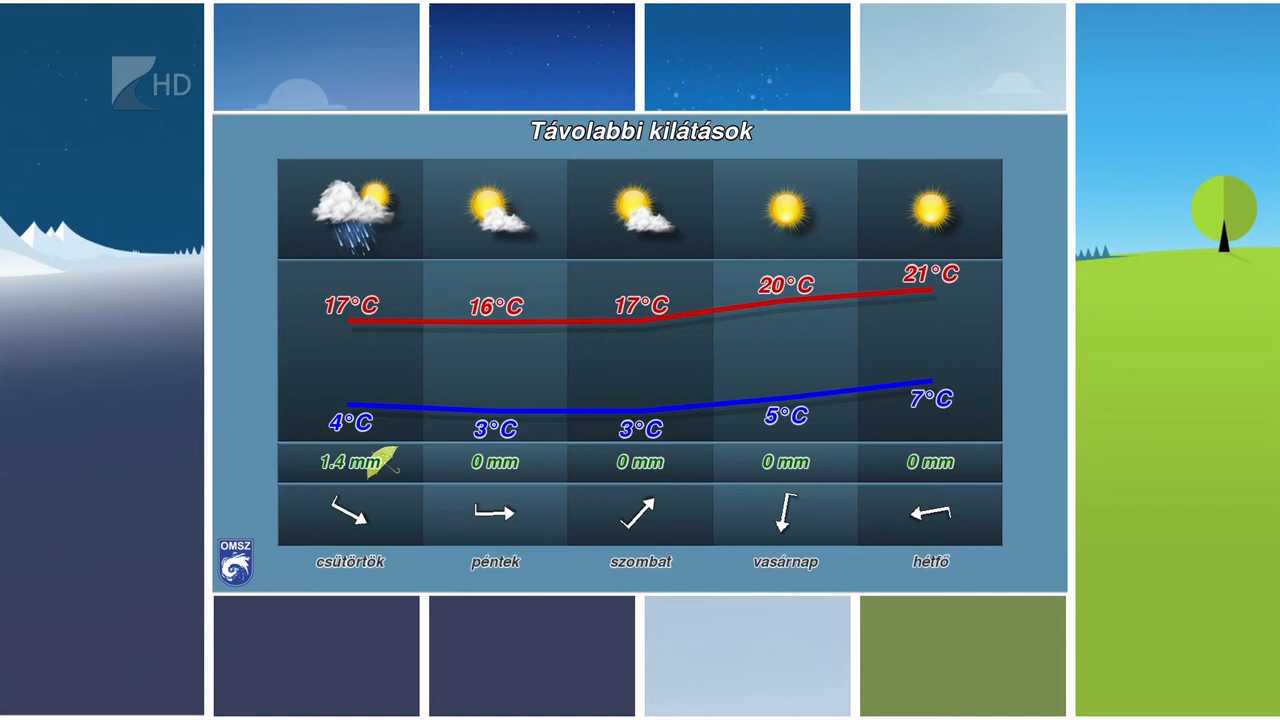 HD
Távolabbi kilátások
17°C 16°C 17°C 20°C 21°C
4°C 3°C 3°C 5°C 7°C
1.4 mm 0 mm 0 mm 0 mm 0 mm
OMSZ
csütörtök péntek szombat vasárnap hétfő